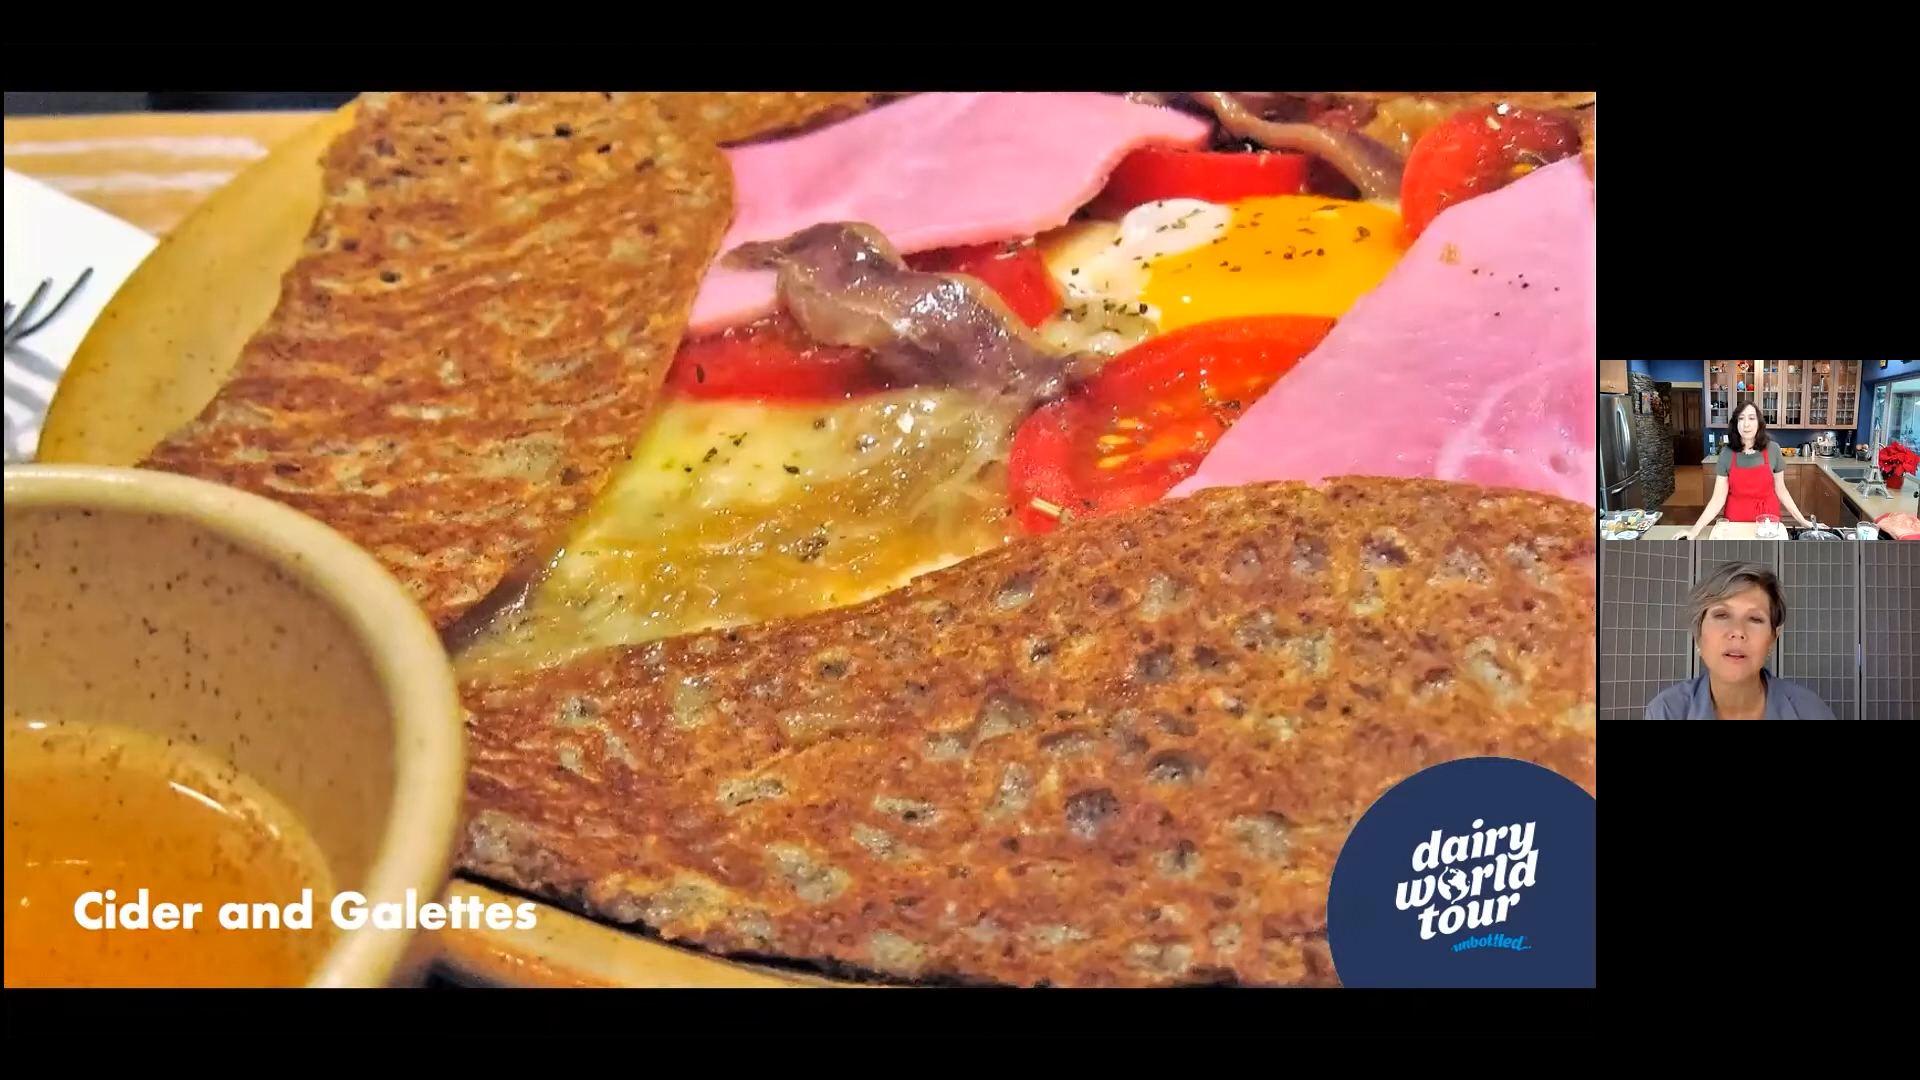 Cider and Galettes
dairy
world
tour
unbottled...